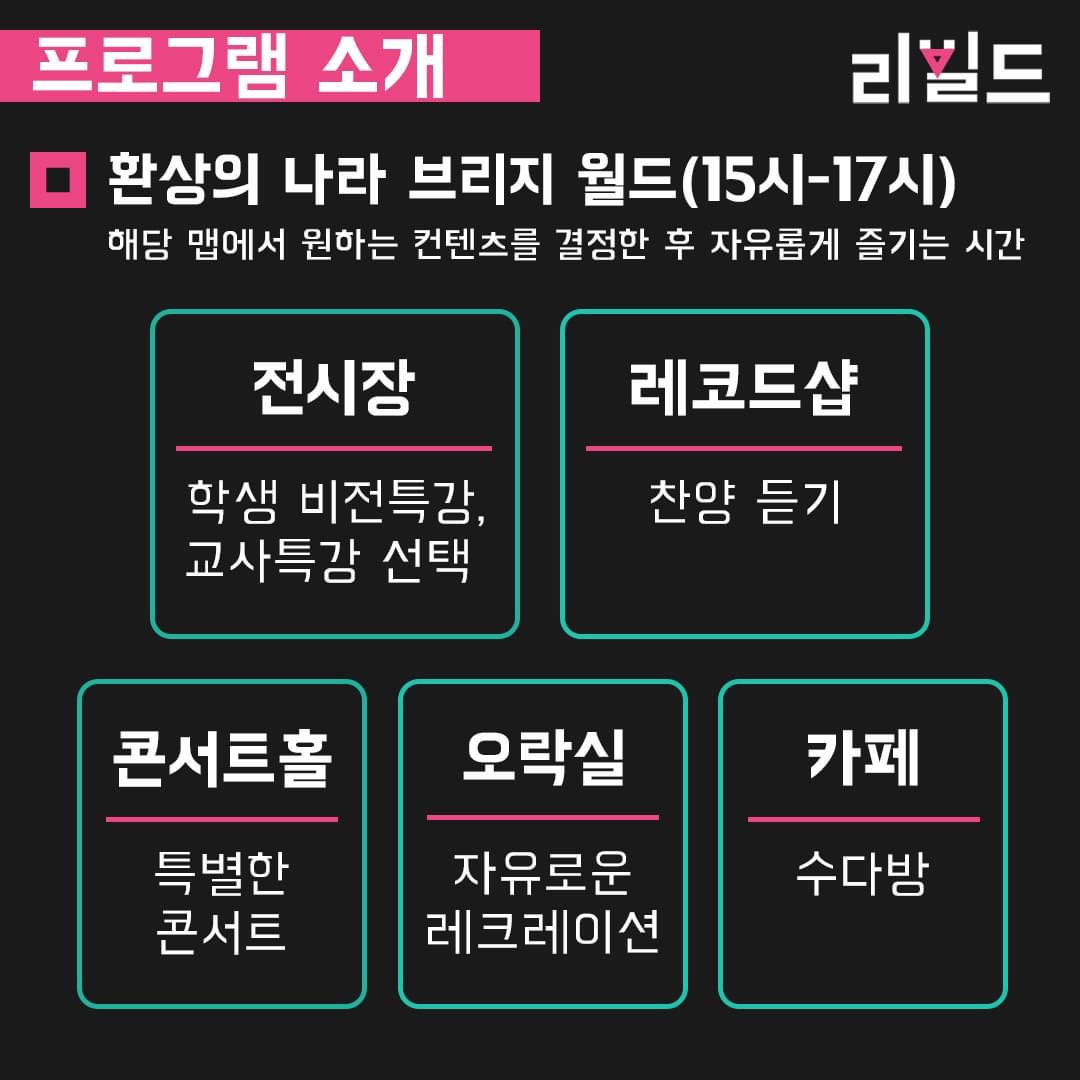 프로그램 소개
리빌드
환상의 나라 브리지 월드(15시-17시)
해당 맵에서 원하는 컨텐츠를 결정한 후 자유롭게 즐기는 시간
전시장
학생 비전특강,
교사특강 선택
레코드샵
찬양 듣기
콘서트홀
특별한
콘서트
오락실
자유로운
레크레이션
카페
수다방